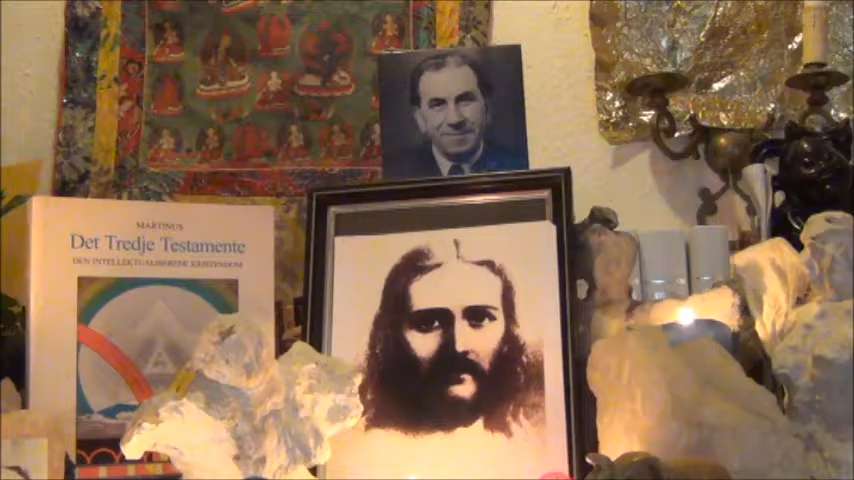 MARTINUS
Det Tredje Testamente
DEN INTELLEKTUALISEREDE KRISTENDOM